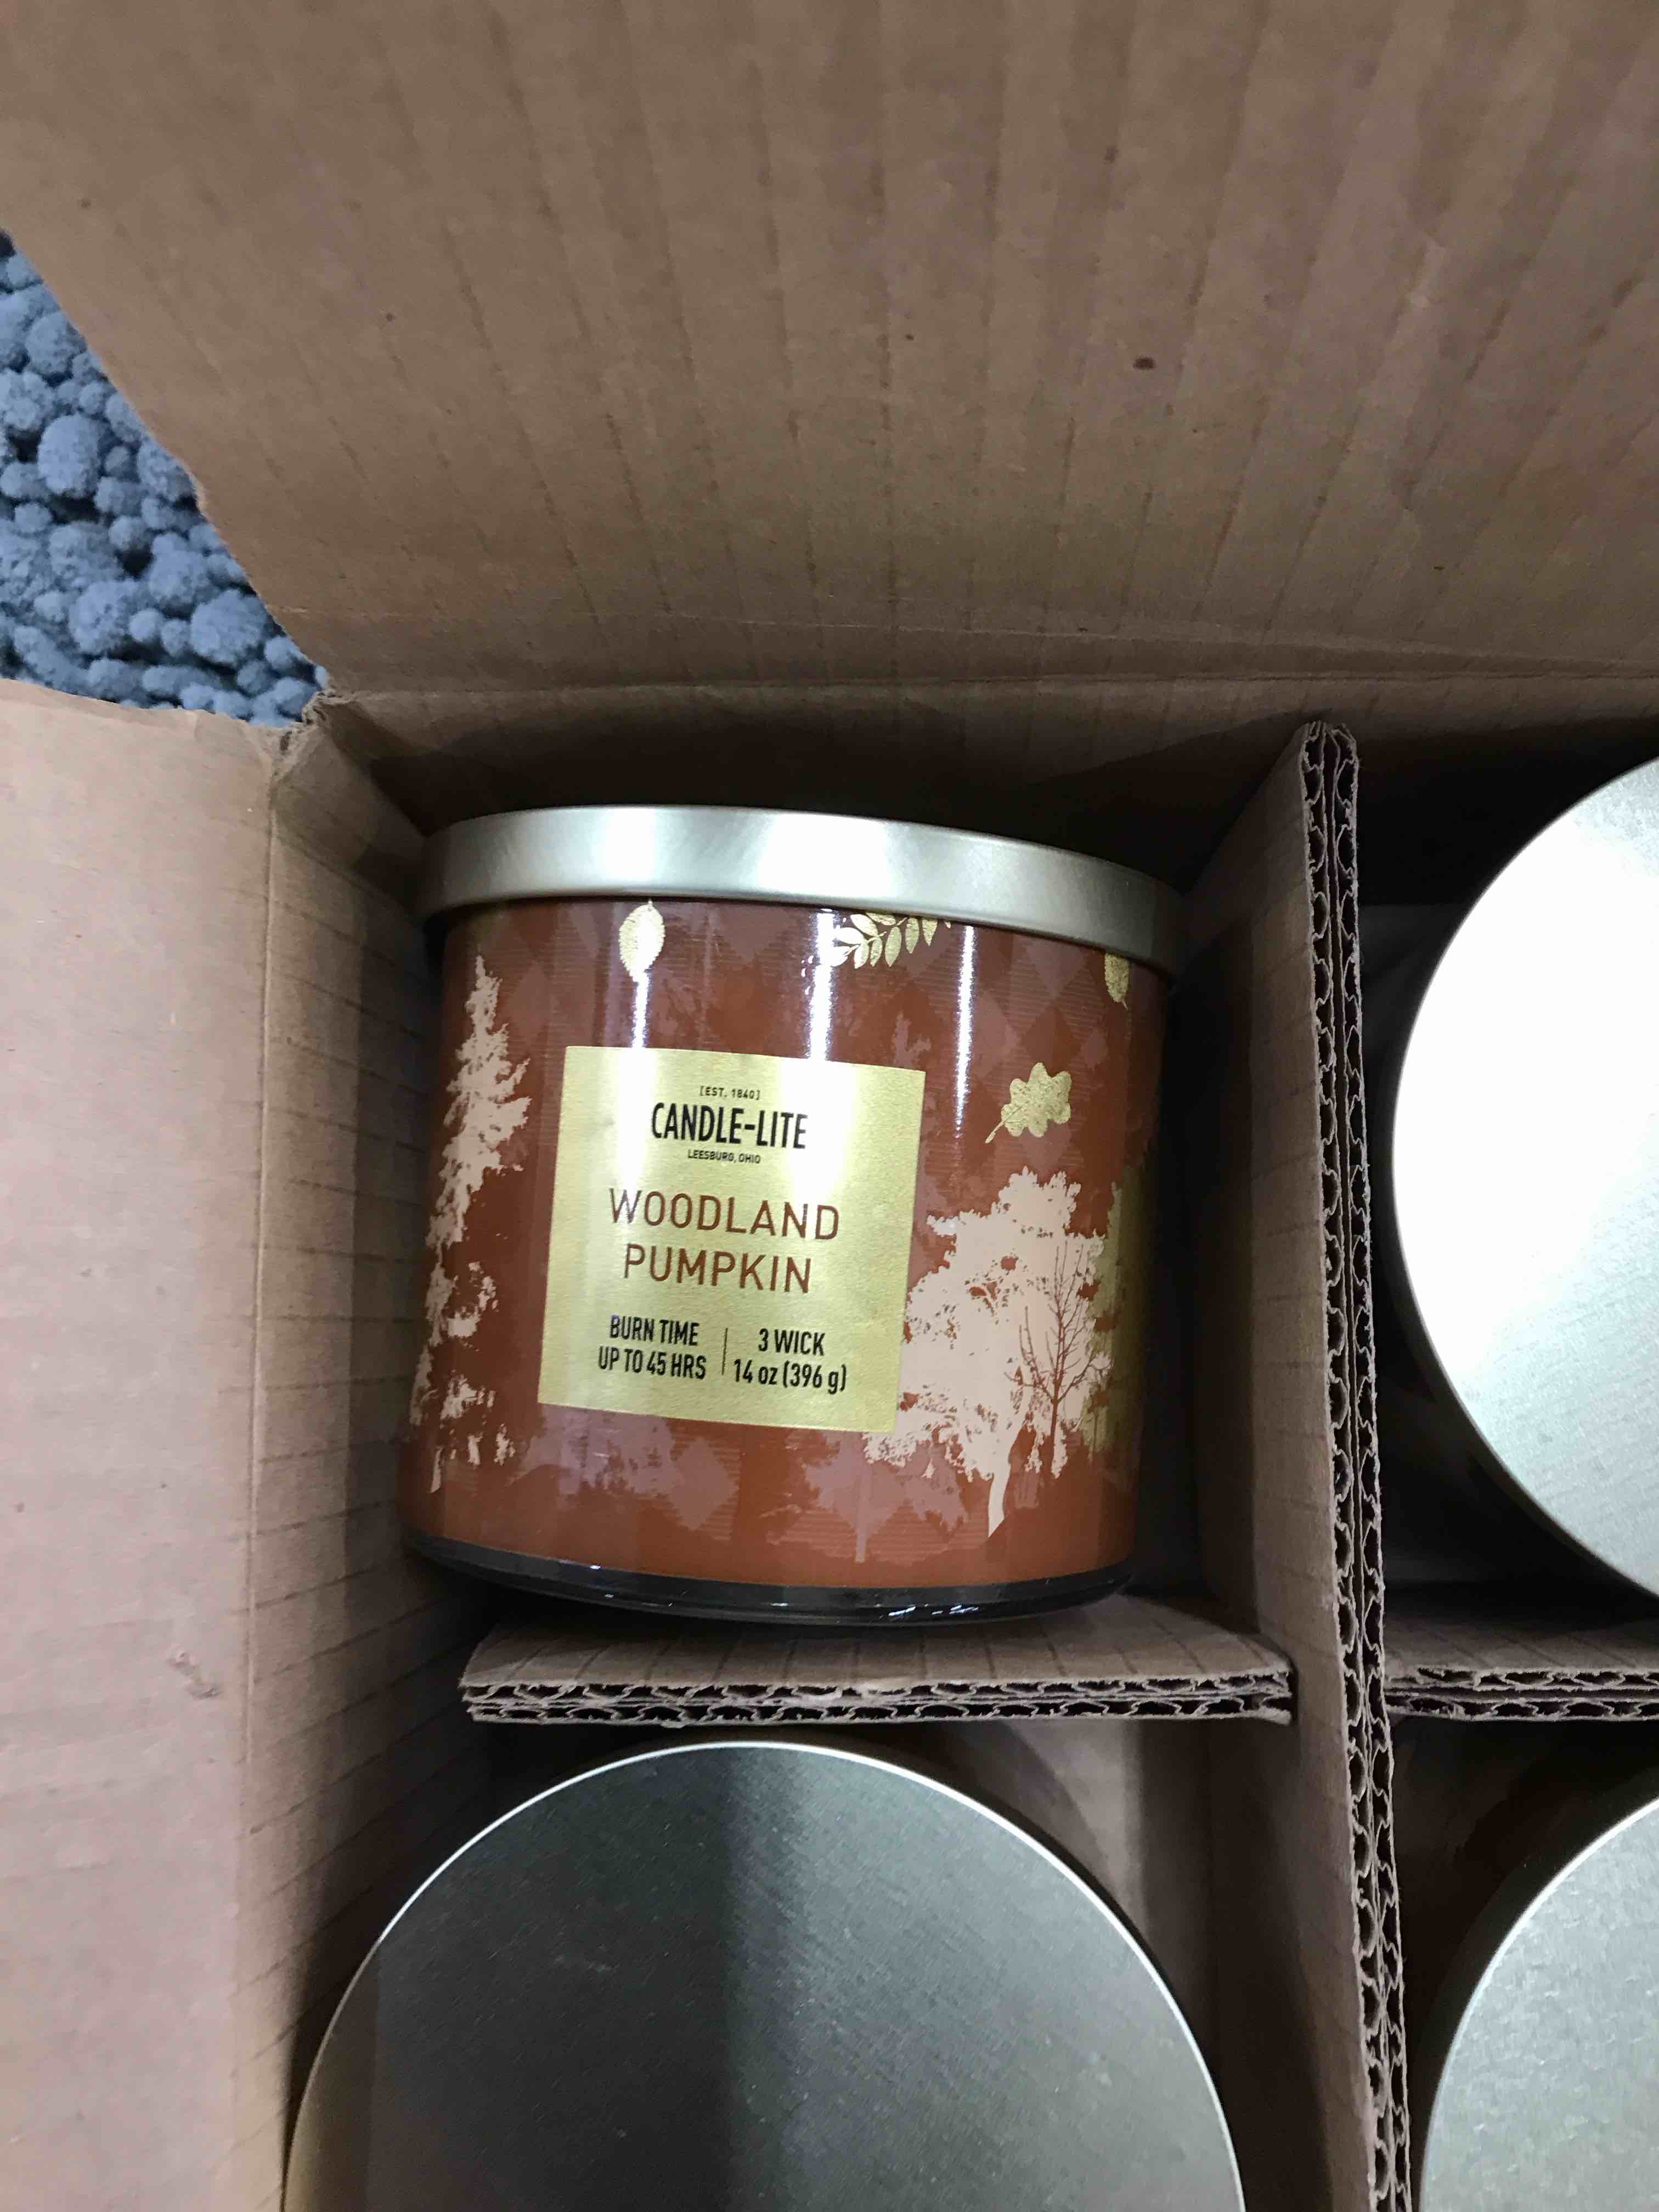 [EST. 1840]
CANDLE-LITE
LEESBURG, OHIO
WOODLAND
PUMPKIN
BURN TIME
UP TO 45 HRS
3 WICK
14 oz (396 g)